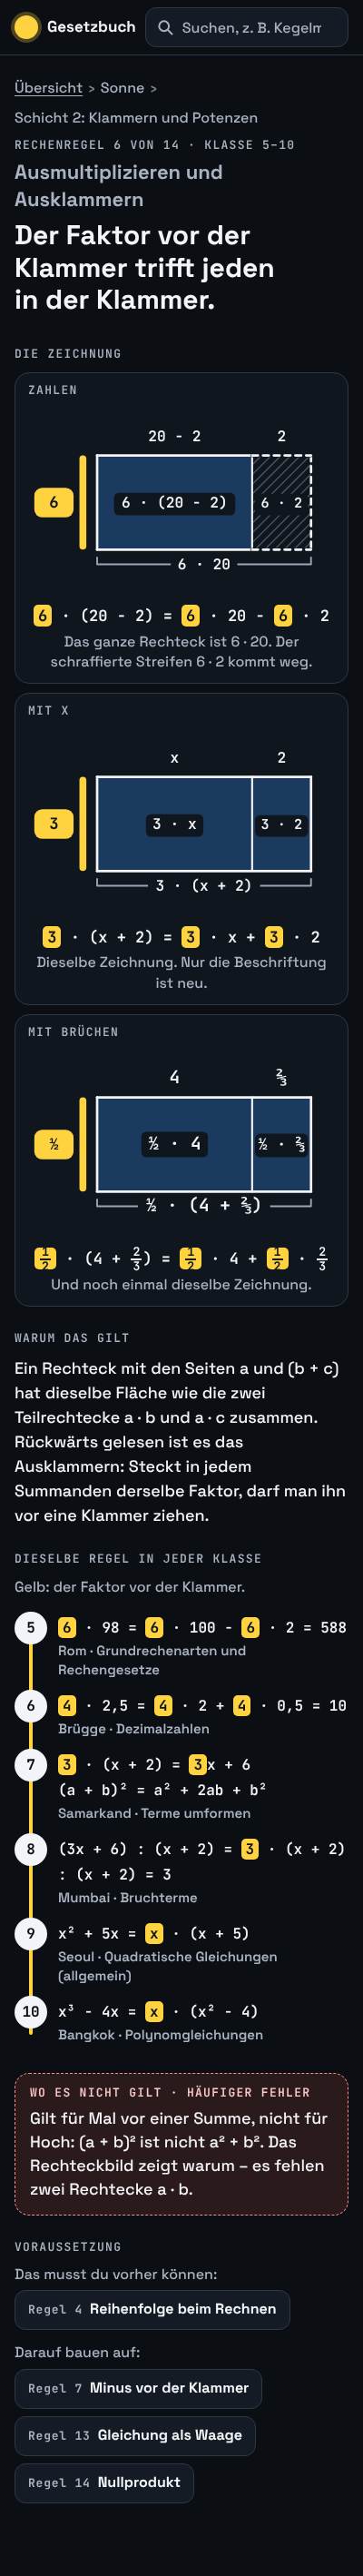 Gesetzbuch
Suchen, z. B. Kegelm
Übersicht > Sonne >
Schicht 2: Klammern und Potenzen
RECHENREGEL 6 VON 14 · KLASSE 5–10
Ausmultiplizieren und
Ausklammern
Der Faktor vor der
Klammer trifft jeden
in der Klammer.
DIE ZEICHNUNG
ZAHLEN
20 - 2 2
6 6 · (20 - 2) 6 · 2
6 · 20
6 · (20 - 2) = 6 · 20 - 6 · 2
Das ganze Rechteck ist 6 · 20. Der
schraffierte Streifen 6 · 2 kommt weg.
MIT X
x 2
3 3 · x 3 · 2
3 · (x + 2)
3 · (x + 2) = 3 · x + 3 · 2
Dieselbe Zeichnung. Nur die Beschriftung
ist neu.
MIT BRÜCHEN
4 ⅔
½ ½ · 4 ½ · ⅔
½ · (4 + ⅔)
1/2 · (4 + 2/3) = 1/2 · 4 + 1/2 · 2/3
Und noch einmal dieselbe Zeichnung.
WARUM DAS GILT
Ein Rechteck mit den Seiten a und (b + c)
hat dieselbe Fläche wie die zwei
Teilrechtecke a · b und a · c zusammen.
Rückwärts gelesen ist es das
Ausklammern: Steckt in jedem
Summanden derselbe Faktor, darf man ihn
vor eine Klammer ziehen.
DIESELBE REGEL IN JEDER KLASSE
Gelb: der Faktor vor der Klammer.
5 6 · 98 = 6 · 100 - 6 · 2 = 588
Rom · Grundrechenarten und
Rechengesetze
6 4 · 2,5 = 4 · 2 + 4 · 0,5 = 10
Brügge · Dezimalzahlen
7 3 · (x + 2) = 3x + 6
(a + b)² = a² + 2ab + b²
Samarkand · Terme umformen
8 (3x + 6) : (x + 2) = 3 · (x + 2)
: (x + 2) = 3
Mumbai · Bruchterme
9 x² + 5x = x · (x + 5)
Seoul · Quadratische Gleichungen
(allgemein)
10 x³ - 4x = x · (x² - 4)
Bangkok · Polynomgleichungen
WO ES NICHT GILT · HÄUFIGER FEHLER
Gilt für Mal vor einer Summe, nicht für
Hoch: (a + b)² ist nicht a² + b². Das
Rechteckbild zeigt warum – es fehlen
zwei Rechtecke a · b.
VORAUSSETZUNG
Das musst du vorher können:
Regel 4 Reihenfolge beim Rechnen
Darauf bauen auf:
Regel 7 Minus vor der Klammer
Regel 13 Gleichung als Waage
Regel 14 Nullprodukt